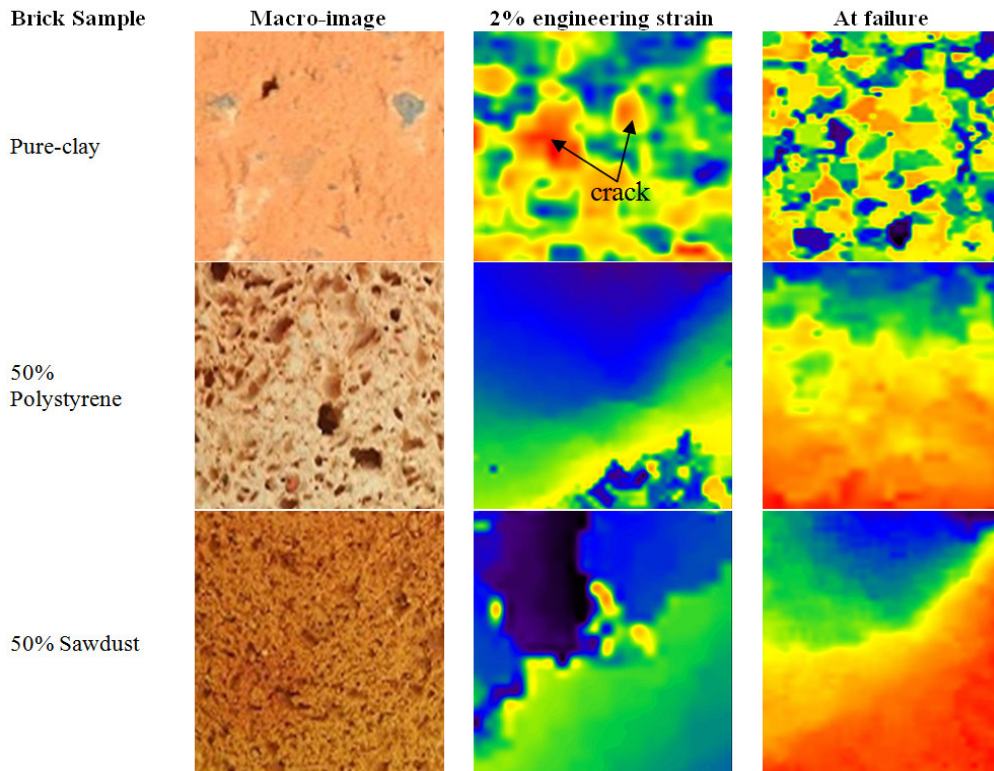 Brick Sample Macro-image 2% engineering strain At failure
Pure-clay
crack
50%
Polystyrene
50% Sawdust